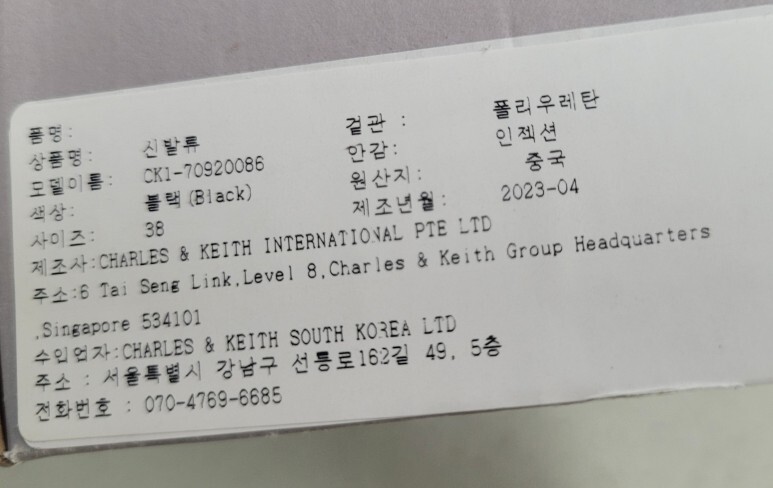 품명:
상품명: 신발류
모델이름: CK1-70920086
색상: 블랙(Black)
사이즈: 38
겉관 : 폴리우레탄
안감: 인젝션
원산지: 중국
제조년월: 2023-04
제조사:CHARLES & KEITH INTERNATIONAL PTE LTD
주소:6 Tai Seng Link,Level 8,Charles & Keith Group Headquarters
,Singapore 534101
수입업자:CHARLES & KEITH SOUTH KOREA LTD
주소 : 서울특별시 강남구 선릉로162길 49, 5층
전화번호 : 070-4769-6685